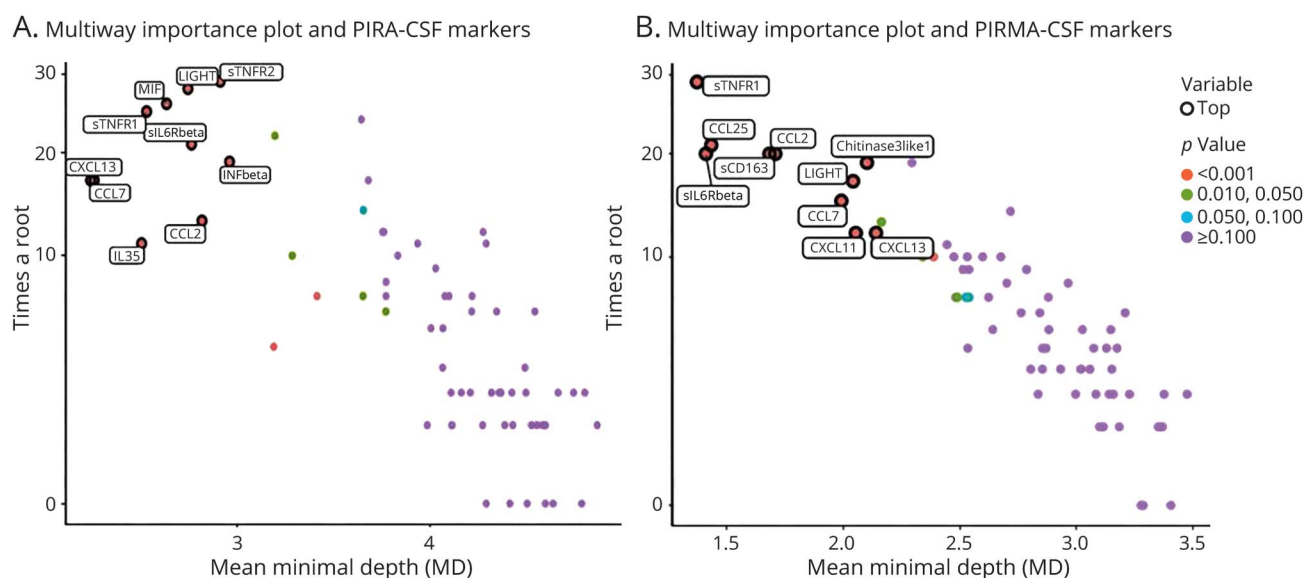 A. Multiway importance plot and PIRA-CSF markers
30
20
10
0
Times a root
LIGHT
sTNFR2
MIF
sTNFR1
sIL6Rbeta
CXCL13
CCL7
INFbeta
CCL2
IL35
3
4
Mean minimal depth (MD)
B. Multiway importance plot and PIRMA-CSF markers
30
20
10
0
Times a root
sTNFR1
CCL25
CCL2
sCD163
sIL6Rbeta
Chitinase3like1
LIGHT
CCL7
CXCL11
CXCL13
1.5
2.0
2.5
3.0
3.5
Mean minimal depth (MD)
Variable
Top
p Value
<0.001
0.010, 0.050
0.050, 0.100
≥0.100